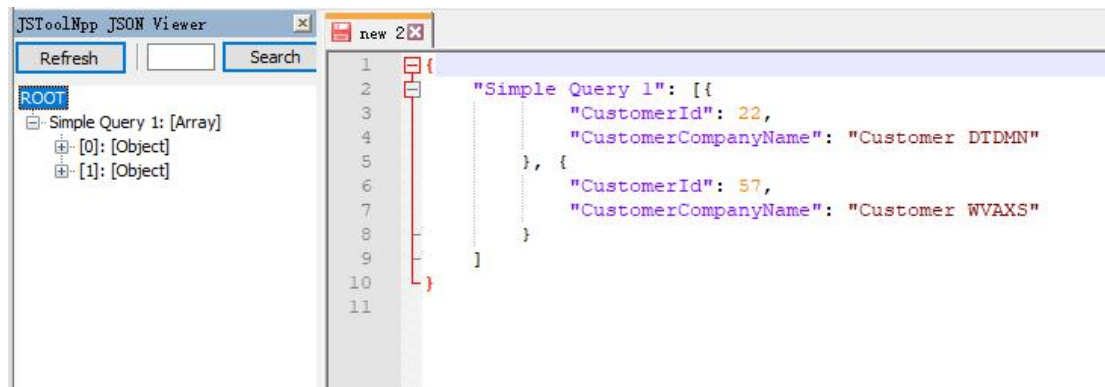 JSToolNpp JSON Viewer
Refresh
Search
ROOT
Simple Query 1: [Array]
[0]: [Object]
[1]: [Object]
new 2
1 {
2 "Simple Query 1": [{
3 "CustomerId": 22,
4 "CustomerCompanyName": "Customer DTDMN"
5 }, {
6 "CustomerId": 57,
7 "CustomerCompanyName": "Customer WVAXS"
8 }
9 ]
10 }
11